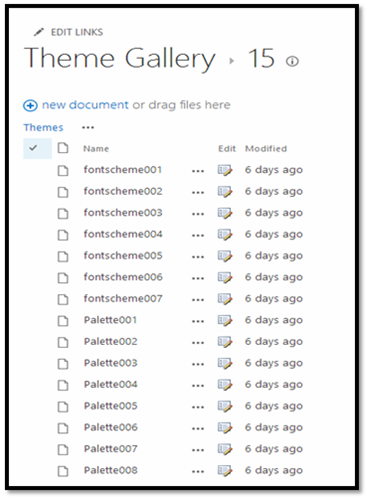 EDIT LINKS
Theme Gallery ▸ 15
new document or drag files here
Themes ...
Name Edit Modified
fontscheme001 ... 6 days ago
fontscheme002 ... 6 days ago
fontscheme003 ... 6 days ago
fontscheme004 ... 6 days ago
fontscheme005 ... 6 days ago
fontscheme006 ... 6 days ago
fontscheme007 ... 6 days ago
Palette001 ... 6 days ago
Palette002 ... 6 days ago
Palette003 ... 6 days ago
Palette004 ... 6 days ago
Palette005 ... 6 days ago
Palette006 ... 6 days ago
Palette007 ... 6 days ago
Palette008 ... 6 days ago